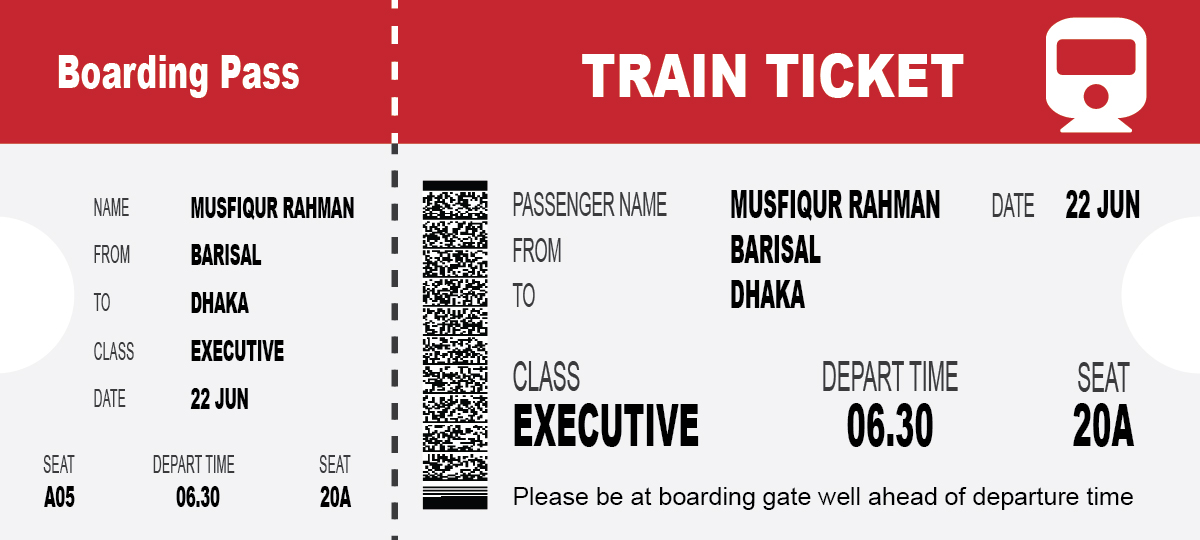 Boarding Pass
NAME MUSFIQUR RAHMAN
FROM BARISAL
TO DHAKA
CLASS EXECUTIVE
DATE 22 JUN
SEAT DEPART TIME SEAT
A05 06.30 20A
TRAIN TICKET
PASSENGER NAME MUSFIQUR RAHMAN DATE 22 JUN
FROM BARISAL
TO DHAKA
CLASS DEPART TIME SEAT
EXECUTIVE 06.30 20A
Please be at boarding gate well ahead of departure time